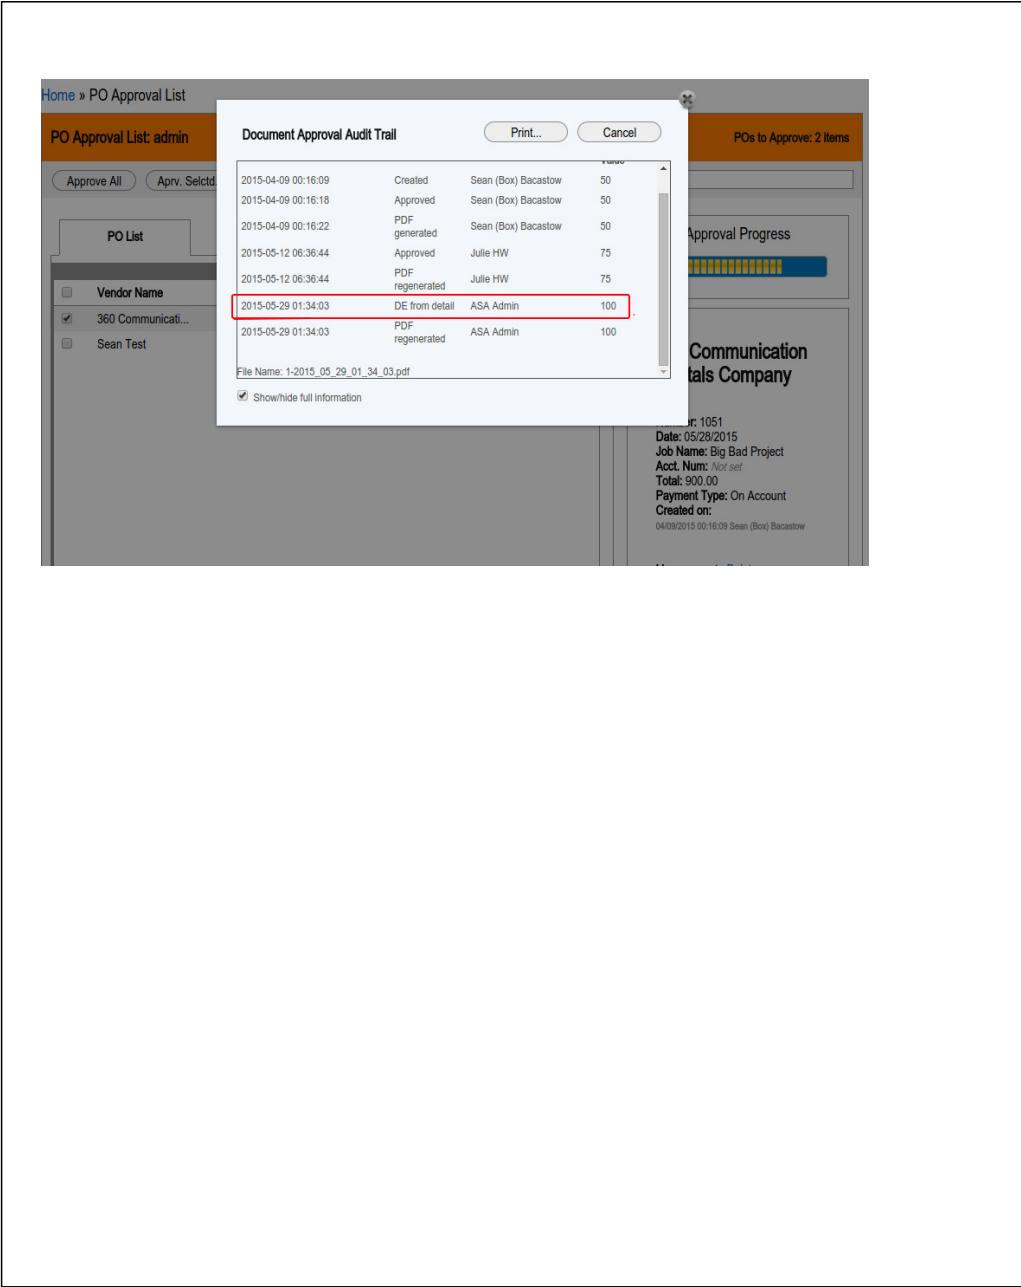 Home » PO Approval List
PO Approval List: admin
POs to Approve: 2 items
Approve All
Aprv. Selctd.
Document Approval Audit Trail
Print...
Cancel
Value
2015-04-09 00:16:09 Created Sean (Box) Bacastow 50
2015-04-09 00:16:18 Approved Sean (Box) Bacastow 50
2015-04-09 00:16:22 PDF generated Sean (Box) Bacastow 50
2015-05-12 06:36:44 Approved Julie HW 75
2015-05-12 06:36:44 PDF regenerated Julie HW 75
2015-05-29 01:34:03 DE from detail ASA Admin 100
2015-05-29 01:34:03 PDF regenerated ASA Admin 100
File Name: 1-2015_05_29_01_34_03.pdf
Show/hide full information
PO List
Vendor Name
360 Communicati...
Sean Test
Approval Progress
Communication
Company
1051
Date: 05/28/2015
Job Name: Big Bad Project
Acct. Num: Not set
Total: 900.00
Payment Type: On Account
Created on:
04/09/2015 00:16:09 Sean (Box) Bacastow